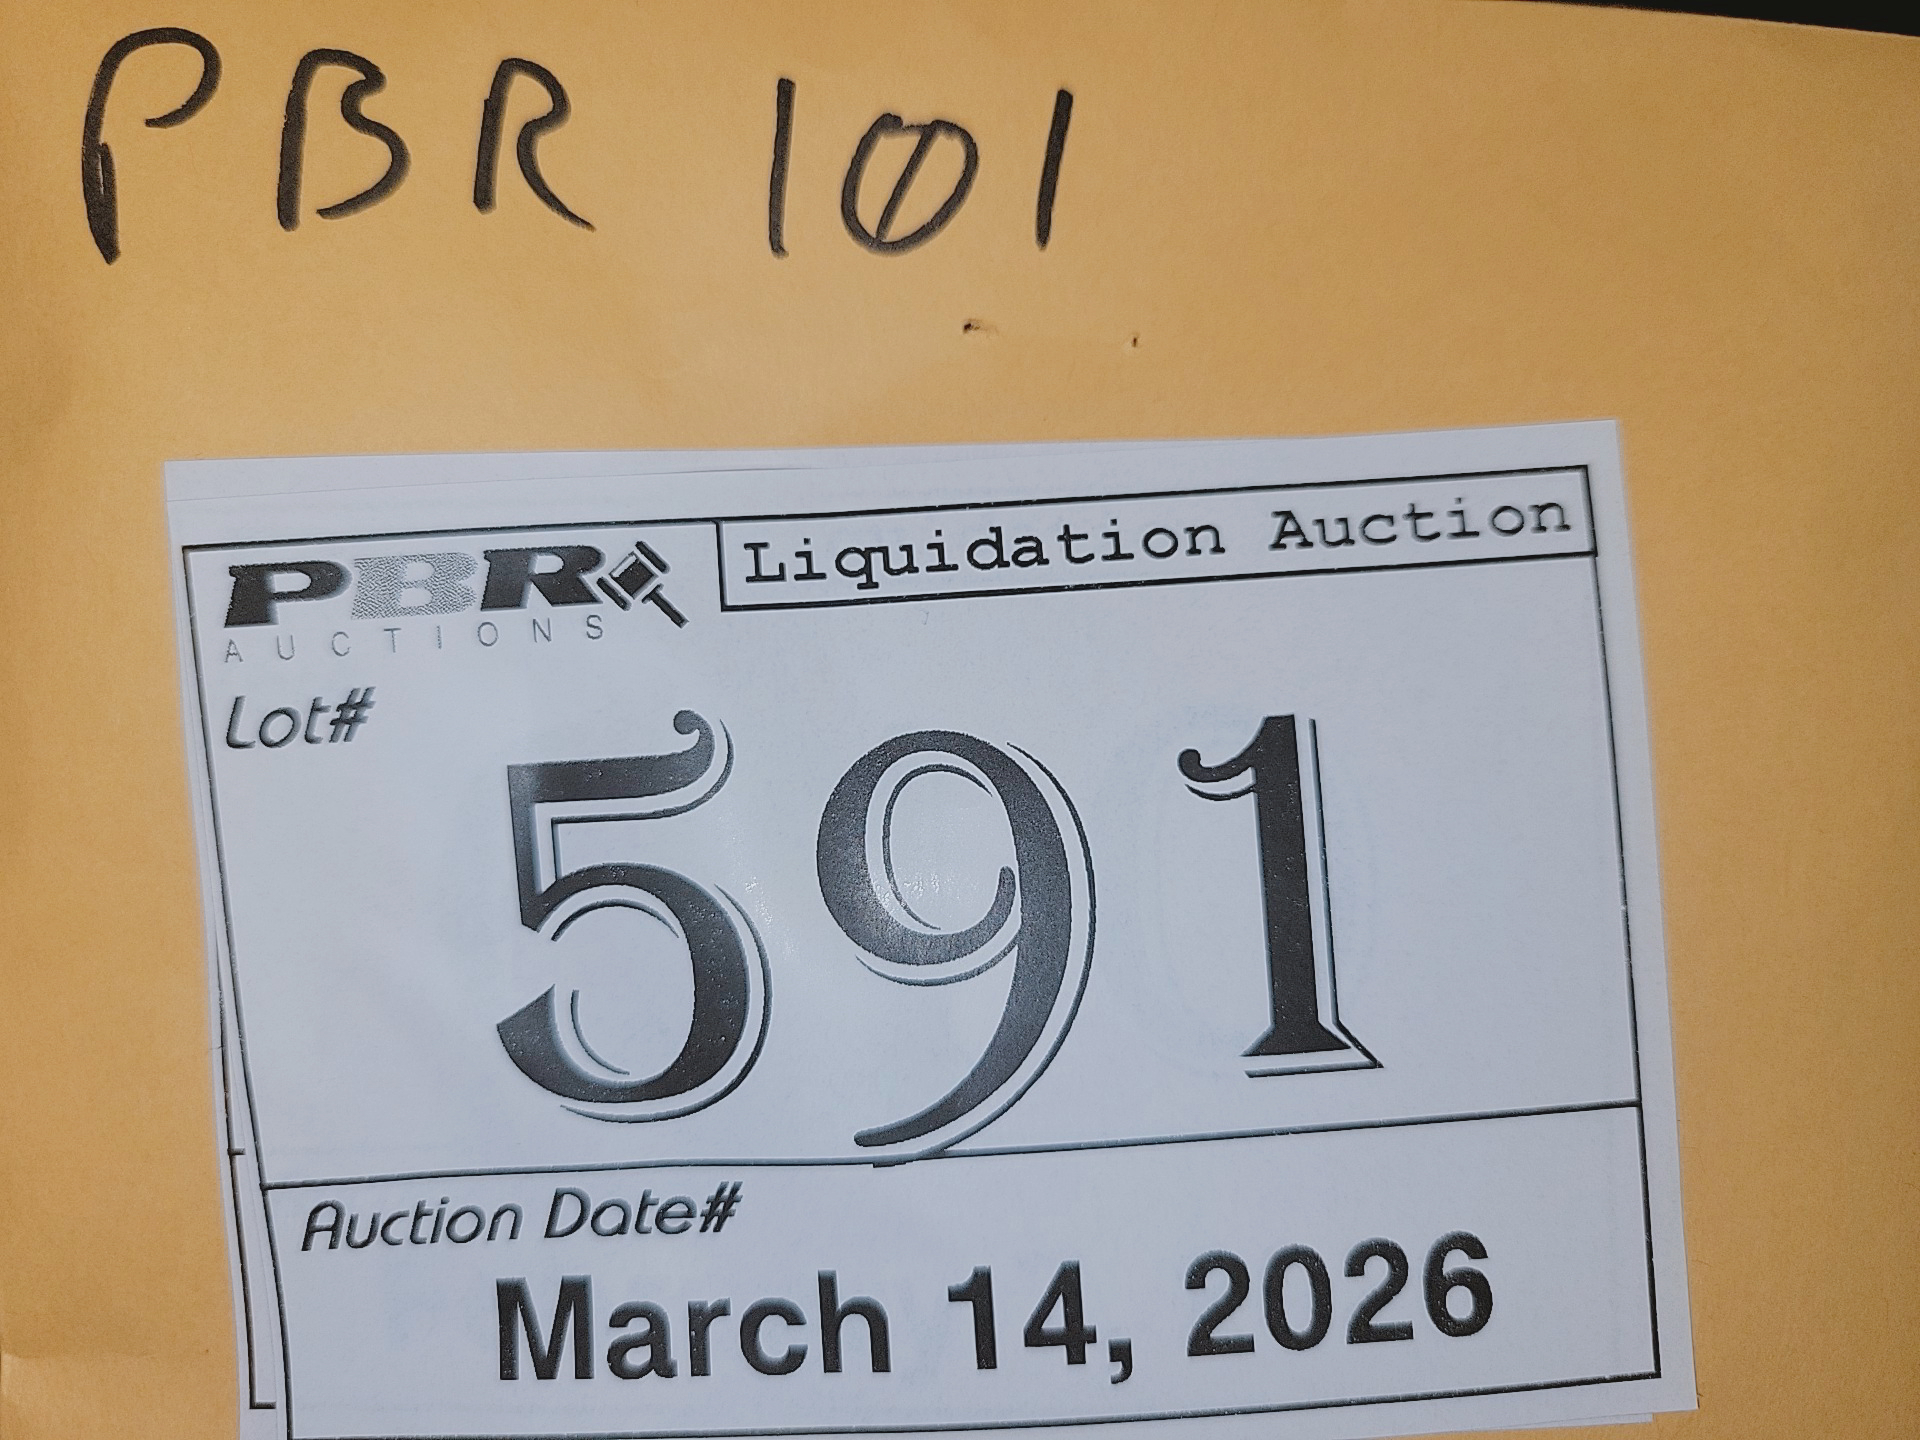 PBR 101
PBR
AUCTIONS
Liquidation Auction
Lot#
591
Auction Date#
March 14, 2026